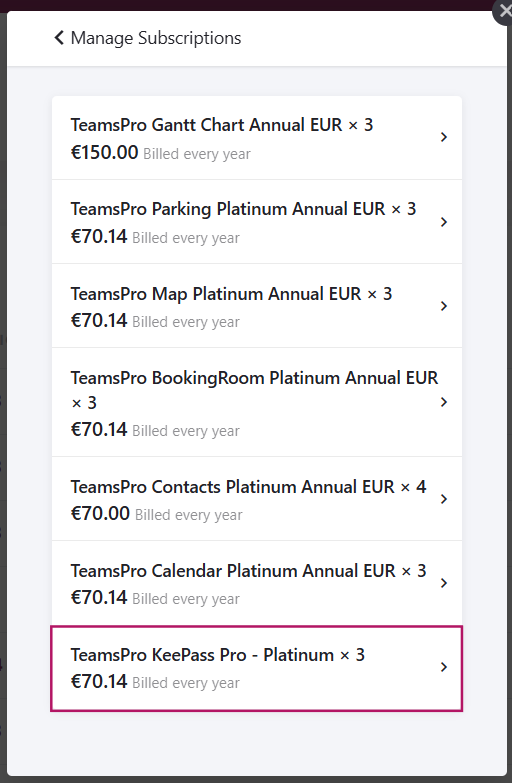 Manage Subscriptions
TeamsPro Gantt Chart Annual EUR × 3
€150.00 Billed every year
TeamsPro Parking Platinum Annual EUR × 3
€70.14 Billed every year
TeamsPro Map Platinum Annual EUR × 3
€70.14 Billed every year
TeamsPro BookingRoom Platinum Annual EUR
× 3
€70.14 Billed every year
TeamsPro Contacts Platinum Annual EUR × 4
€70.00 Billed every year
TeamsPro Calendar Platinum Annual EUR × 3
€70.14 Billed every year
TeamsPro KeePass Pro - Platinum × 3
€70.14 Billed every year